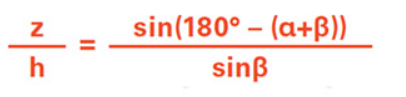 z/h = sin(180° – (α+β))/sinβ